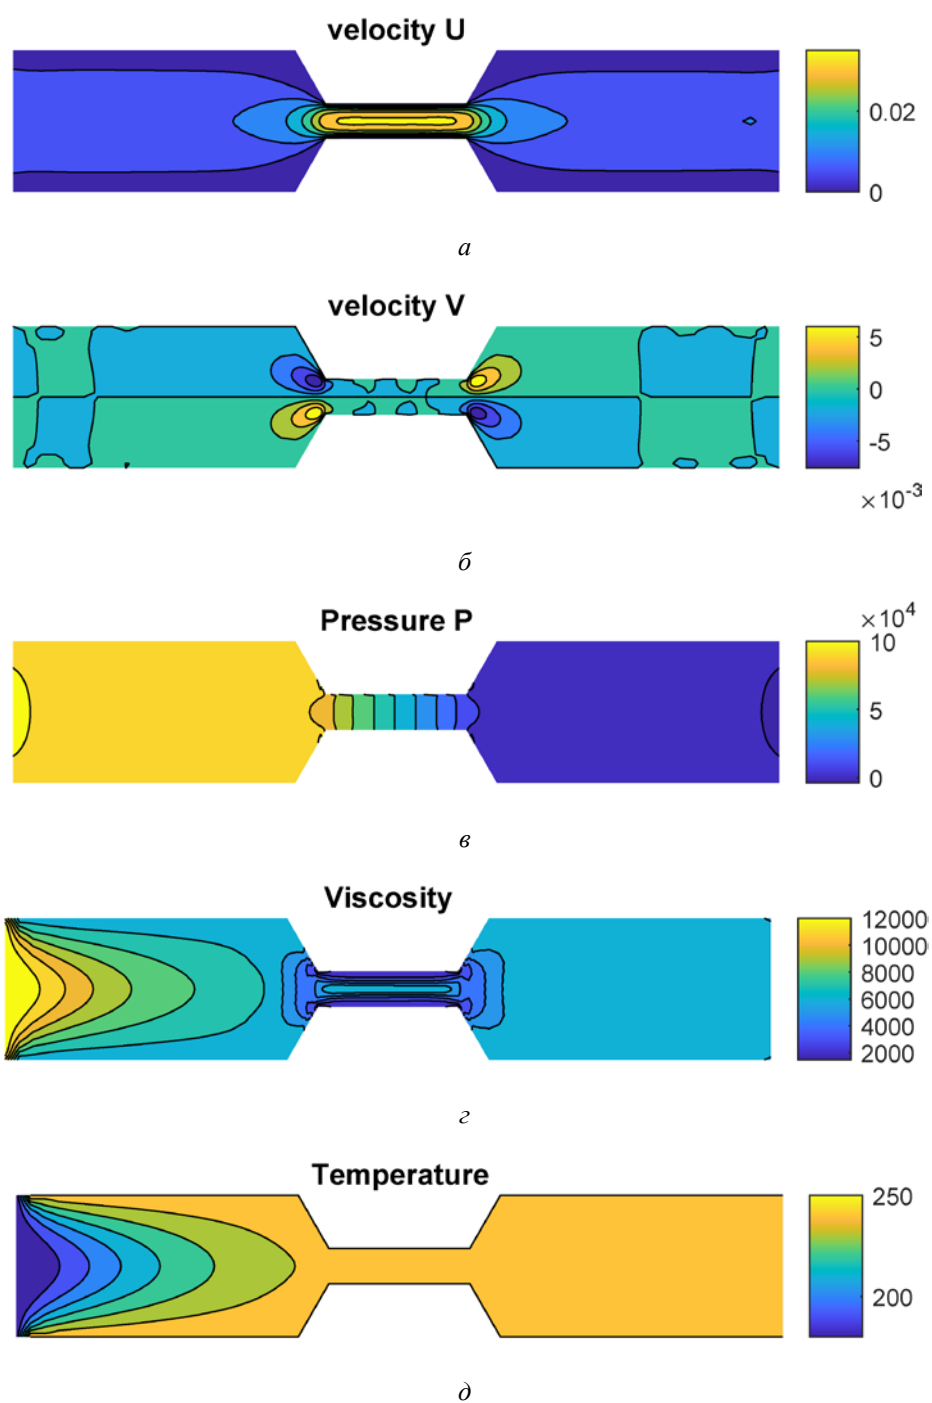 velocity U
0.02
0
а
velocity V
5
0
-5
×10⁻³
б
Pressure P
×10⁴
10
5
0
в
Viscosity
12000
10000
8000
6000
4000
2000
г
Temperature
250
200
д